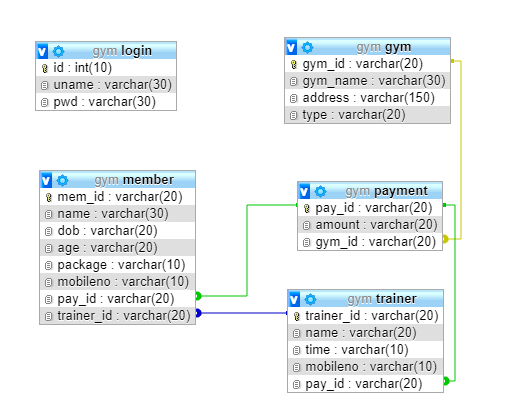 gym login
id : int(10)
uname : varchar(30)
pwd : varchar(30)
gym gym
gym_id : varchar(20)
gym_name : varchar(30)
address : varchar(150)
type : varchar(20)
gym member
mem_id : varchar(20)
name : varchar(30)
dob : varchar(20)
age : varchar(20)
package : varchar(10)
mobileno : varchar(10)
pay_id : varchar(20)
trainer_id : varchar(20)
gym payment
pay_id : varchar(20)
amount : varchar(20)
gym_id : varchar(20)
gym trainer
trainer_id : varchar(20)
name : varchar(20)
time : varchar(10)
mobileno : varchar(10)
pay_id : varchar(20)